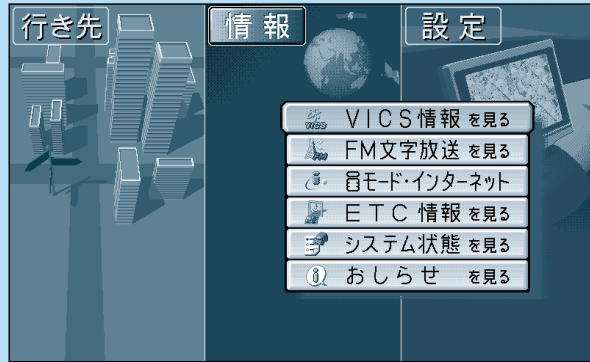 行き先
情報
設定
VICS VICS情報 を見る
FM FM文字放送 を見る
iモード・インターネット
ETC情報 を見る
システム状態 を見る
おしらせ を見る